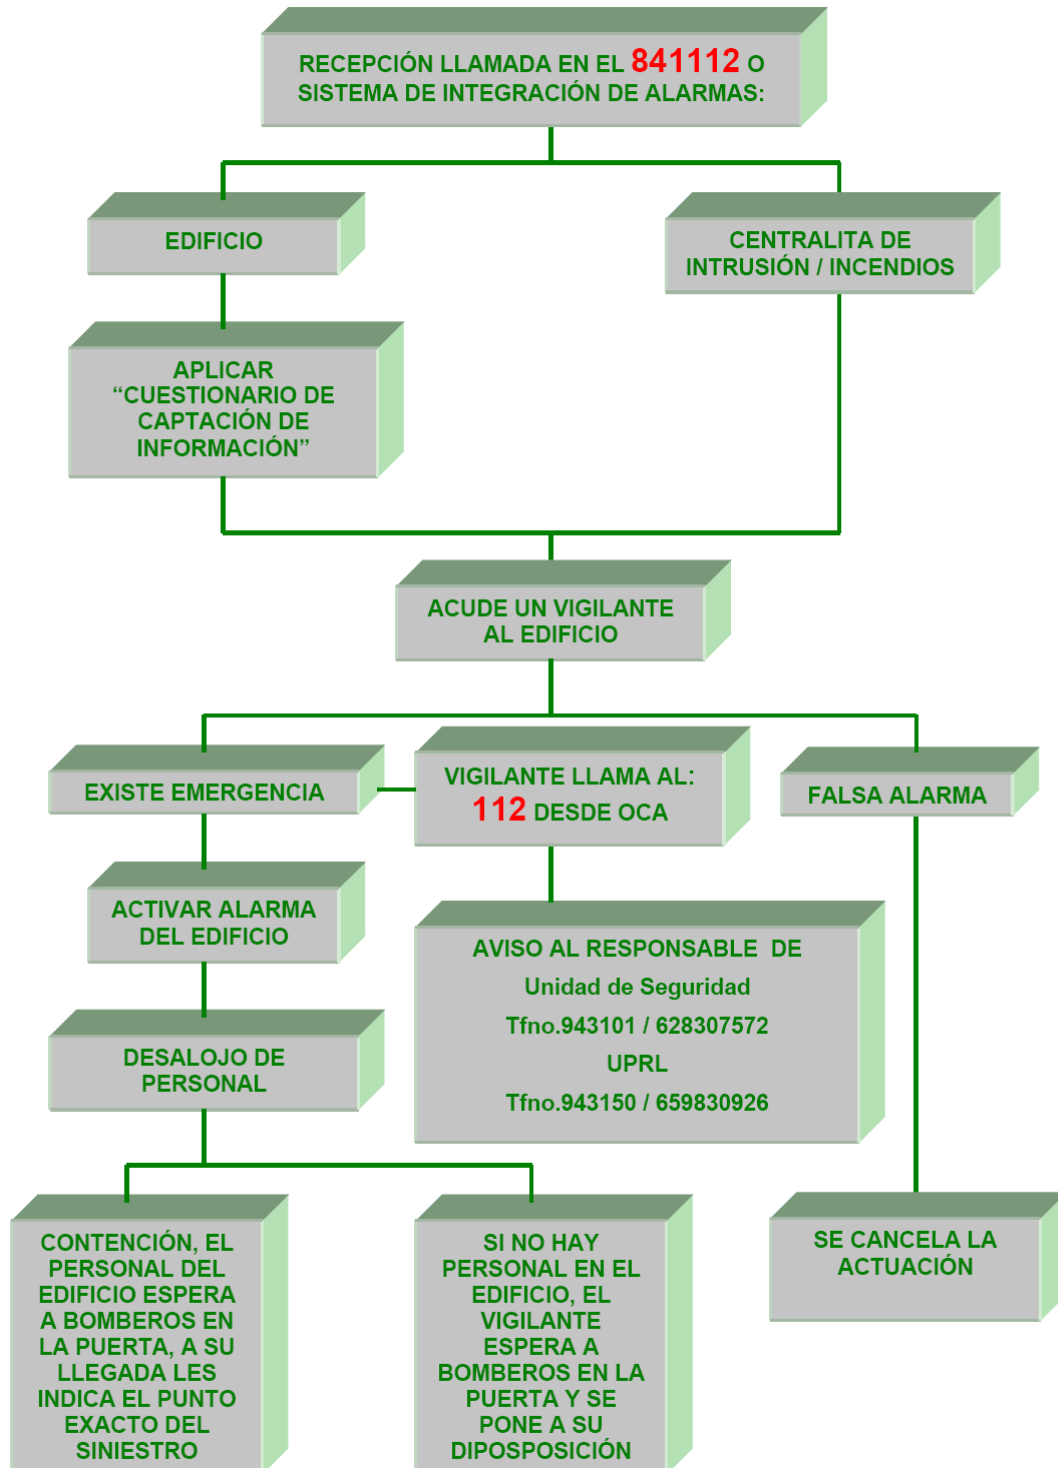 RECEPCIÓN LLAMADA EN EL 841112 O
SISTEMA DE INTEGRACIÓN DE ALARMAS:
EDIFICIO
CENTRALITA DE
INTRUSIÓN / INCENDIOS
APLICAR
“CUESTIONARIO DE
CAPTACIÓN DE
INFORMACIÓN”
ACUDE UN VIGILANTE
AL EDIFICIO
EXISTE EMERGENCIA
VIGILANTE LLAMA AL:
112 DESDE OCA
FALSA ALARMA
ACTIVAR ALARMA
DEL EDIFICIO
AVISO AL RESPONSABLE DE
Unidad de Seguridad
Tfno.943101 / 628307572
UPRL
Tfno.943150 / 659830926
DESALOJO DE
PERSONAL
CONTENCIÓN, EL
PERSONAL DEL
EDIFICIO ESPERA
A BOMBEROS EN
LA PUERTA, A SU
LLEGADA LES
INDICA EL PUNTO
EXACTO DEL
SINIESTRO
SI NO HAY
PERSONAL EN EL
EDIFICIO, EL
VIGILANTE
ESPERA A
BOMBEROS EN LA
PUERTA Y SE
PONE A SU
DIPOSPOSICIÓN
SE CANCELA LA
ACTUACIÓN